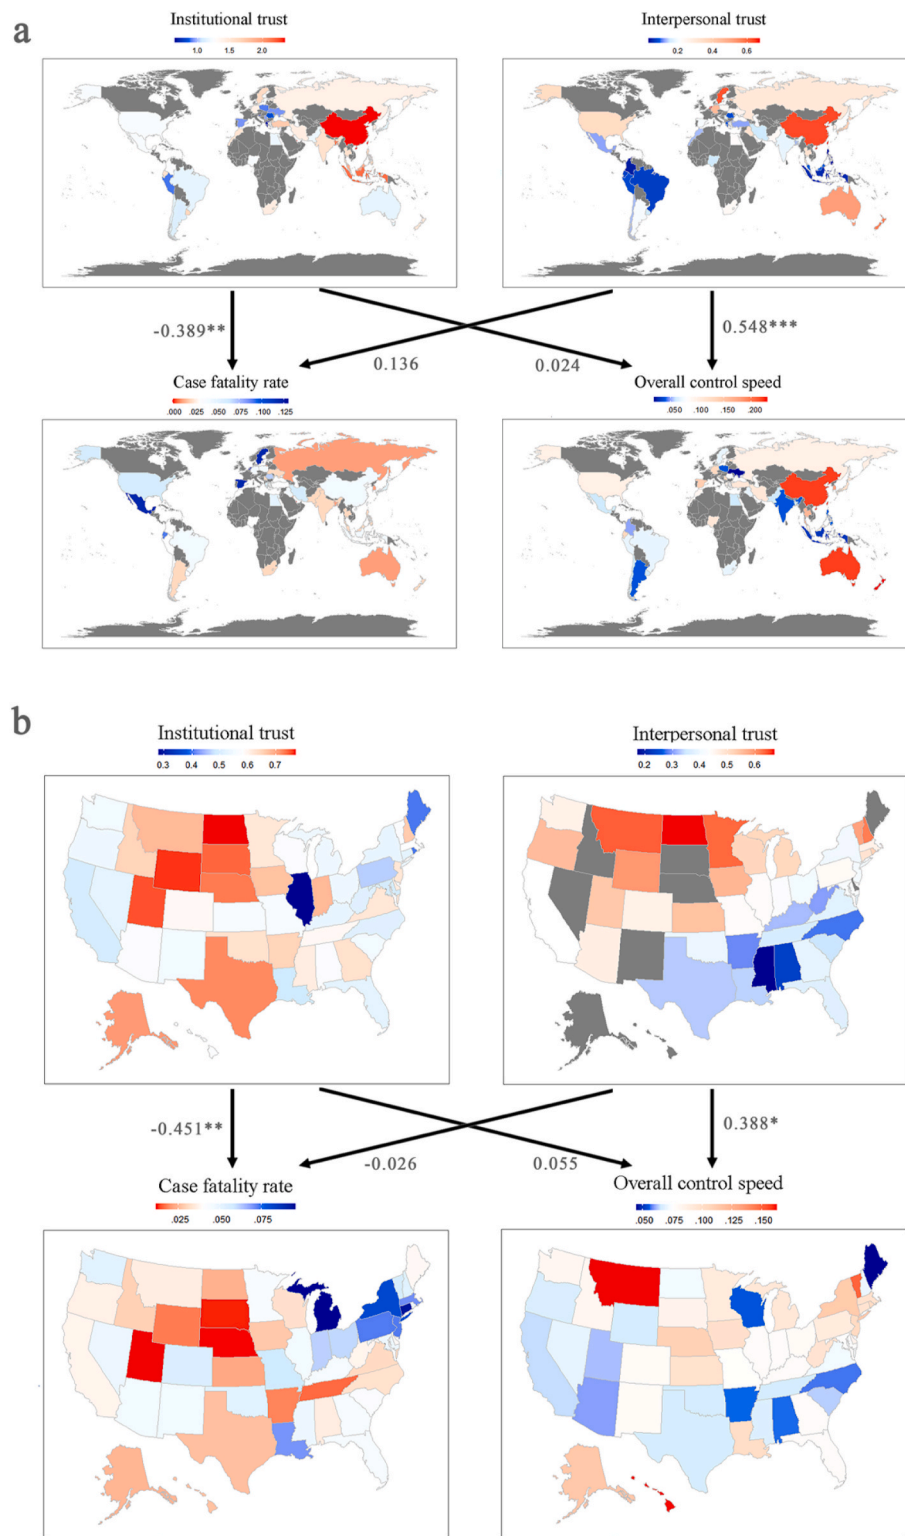 a
Institutional trust
1.0 1.5 2.0
Interpersonal trust
0.2 0.4 0.6
-0.389**
0.136
0.024
0.548***
Case fatality rate
.000 .025 .050 .075 .100 .125
Overall control speed
.050 .100 .150 .200
b
Institutional trust
0.3 0.4 0.5 0.6 0.7
Interpersonal trust
0.2 0.3 0.4 0.5 0.6
-0.451**
-0.026
0.055
0.388*
Case fatality rate
.025 .050 .075
Overall control speed
.050 .075 .100 .125 .150